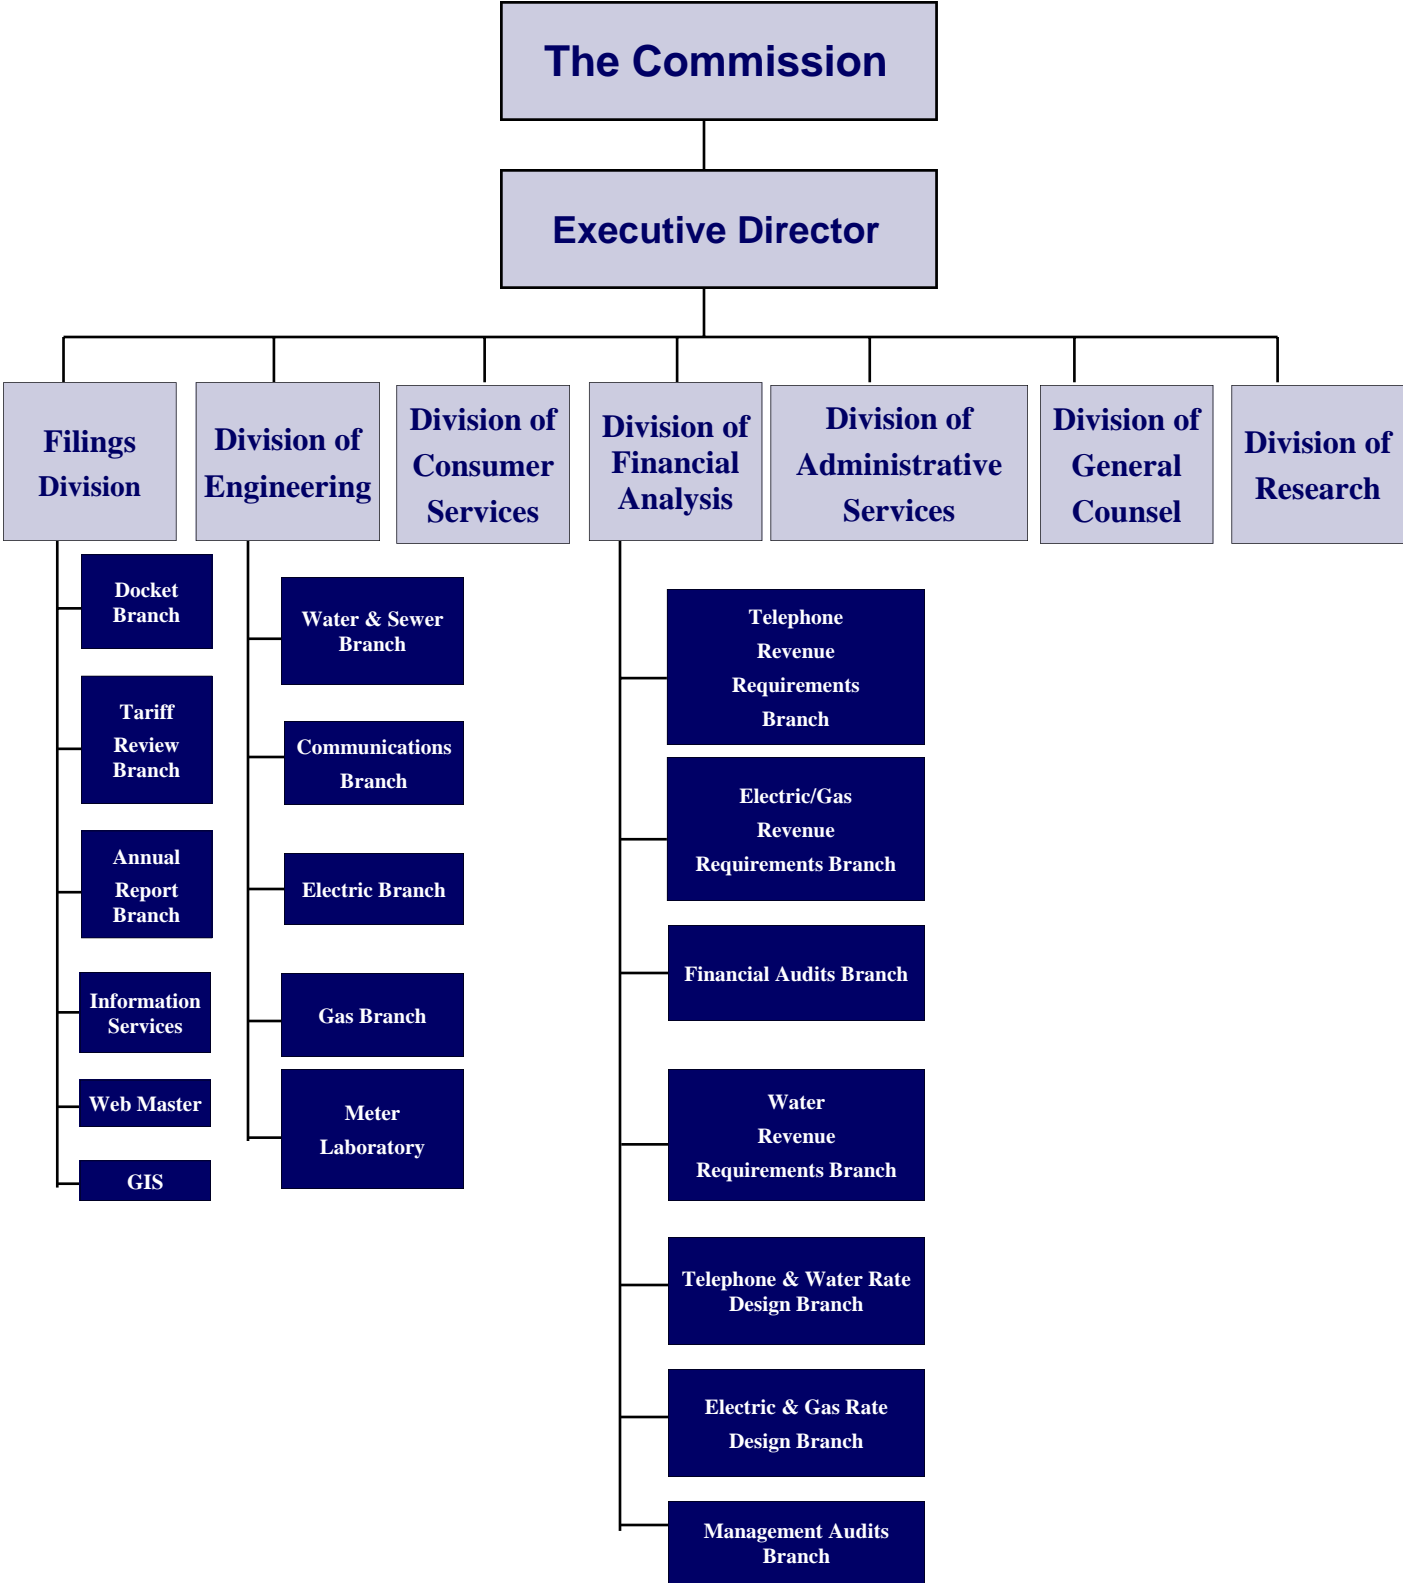 The Commission
Executive Director
Filings
Division
Division of
Engineering
Division of
Consumer
Services
Division of
Financial
Analysis
Division of
Administrative
Services
Division of
General
Counsel
Division of
Research
Docket
Branch
Tariff
Review
Branch
Annual
Report
Branch
Information
Services
Web Master
GIS
Water & Sewer
Branch
Communications
Branch
Electric Branch
Gas Branch
Meter
Laboratory
Telephone
Revenue
Requirements
Branch
Electric/Gas
Revenue
Requirements Branch
Financial Audits Branch
Water
Revenue
Requirements Branch
Telephone & Water Rate
Design Branch
Electric & Gas Rate
Design Branch
Management Audits
Branch